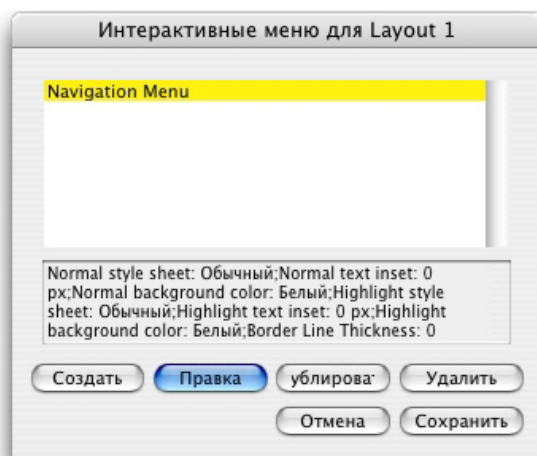 Интерактивные меню для Layout 1
Navigation Menu
Normal style sheet: Обычный;Normal text inset: 0
px;Normal background color: Белый;Highlight style
sheet: Обычный;Highlight text inset: 0 px;Highlight
background color: Белый;Border Line Thickness: 0
Создать Правка ублироват Удалить
Отмена Сохранить